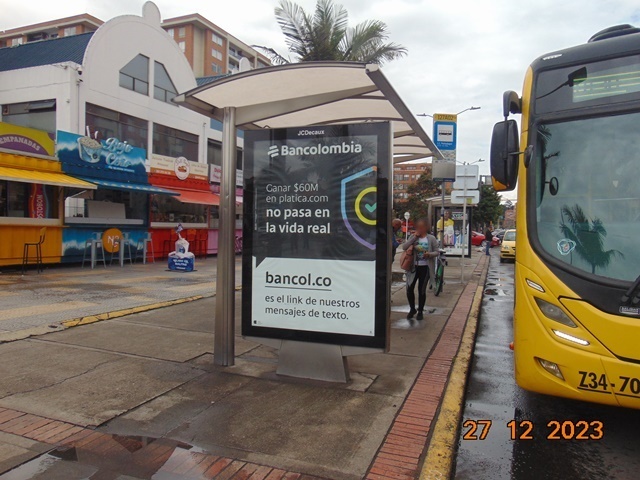 JCDecaux
Bancolombia
Ganar $60M
en platica.com
no pasa en
la vida real
bancol.co
es el link de nuestros
mensajes de texto.
EMPANADAS
Z34-70
27 12 2023